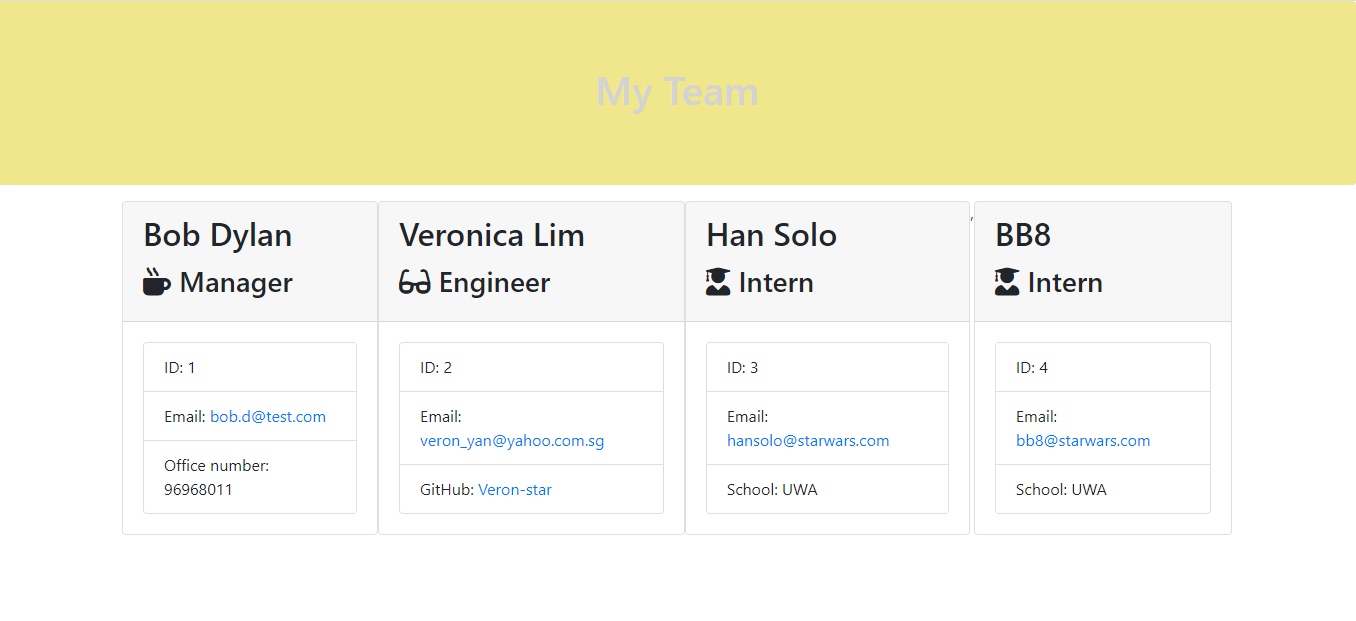 My Team
Bob Dylan
Manager
ID: 1
Email: bob.d@test.com
Office number:
96968011
Veronica Lim
Engineer
ID: 2
Email:
veron_yan@yahoo.com.sg
GitHub: Veron-star
Han Solo
Intern
ID: 3
Email:
hansolo@starwars.com
School: UWA
,
BB8
Intern
ID: 4
Email:
bb8@starwars.com
School: UWA